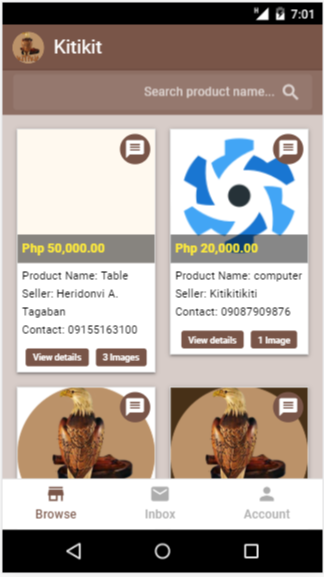 H 7:01
Kitikit
Search product name...
Php 50,000.00
Product Name: Table
Seller: Heridonvi A.
Tagaban
Contact: 09155163100
View details
3 Images
Php 20,000.00
Product Name: computer
Seller: Kitikitikiti
Contact: 09087909876
View details
1 Image
Browse
Inbox
Account